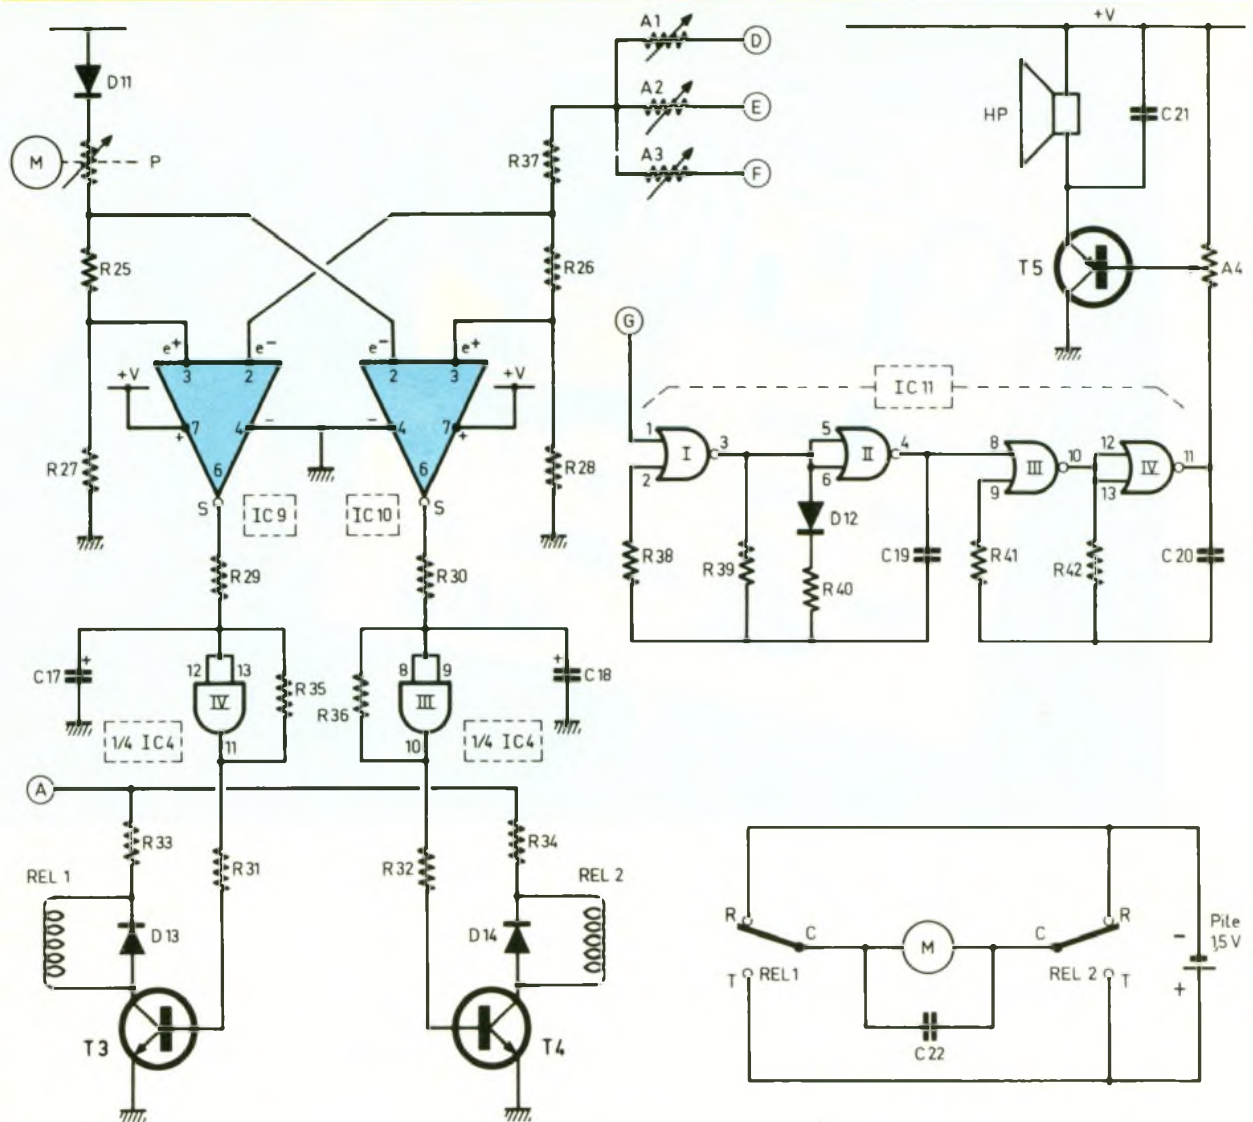 +V
A1
D
D11
A2
E
HP
C21
M
P
R37
A3
F
R25
R26
T5
A4
G
e+
e-
e-
e+
3
2
2
3
+V
+V
IC11
7
+
4
-
-
4
7
+
1
3
5
4
8
12
I
II
III
10
IV
11
2
6
9
13
R27
6
6
R28
S
IC9
IC10
S
D12
R29
R30
R38
R39
C19
R41
R42
C20
R40
C17
+
12
13
8
9
+
C18
IV
R35
R36
III
1/4 IC4
11
10
1/4 IC4
A
R33
R31
R32
R34
REL 1
REL 2
D13
D14
T3
T4
R
R
Pile
1,5 V
C
M
C
-
T
REL1
REL 2
T
+
C22